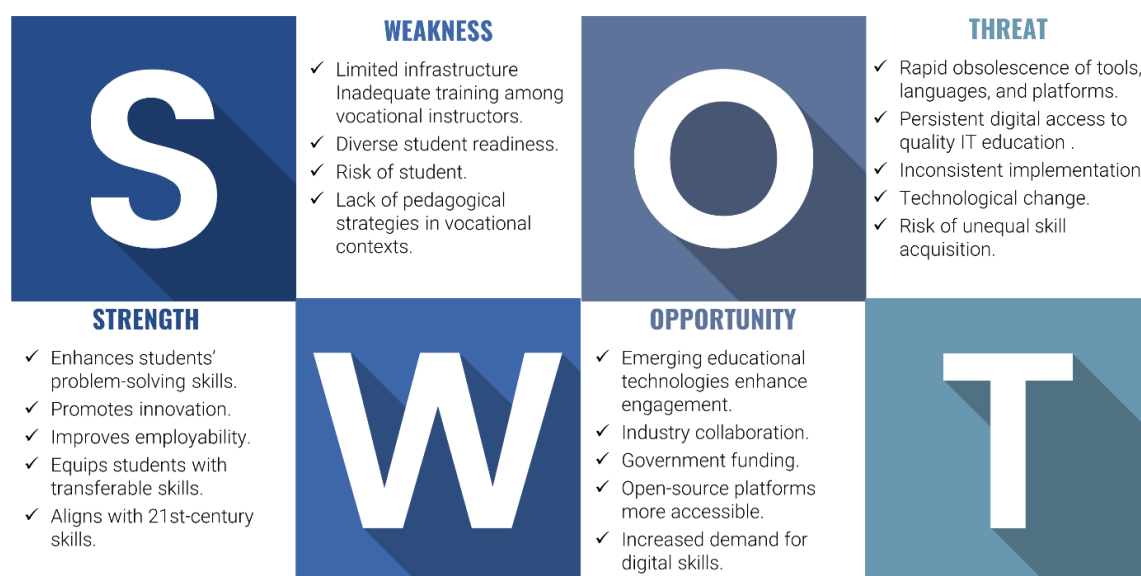 S
WEAKNESS
✓ Limited infrastructure
Inadequate training among
vocational instructors.
✓ Diverse student readiness.
✓ Risk of student.
✓ Lack of pedagogical
strategies in vocational
contexts.
O
THREAT
✓ Rapid obsolescence of tools,
languages, and platforms.
✓ Persistent digital access to
quality IT education .
✓ Inconsistent implementation
✓ Technological change.
✓ Risk of unequal skill
acquisition.
STRENGTH
✓ Enhances students’
problem-solving skills.
✓ Promotes innovation.
✓ Improves employability.
✓ Equips students with
transferable skills.
✓ Aligns with 21st-century
skills.
W
OPPORTUNITY
✓ Emerging educational
technologies enhance
engagement.
✓ Industry collaboration.
✓ Government funding.
✓ Open-source platforms
more accessible.
✓ Increased demand for
digital skills.
T